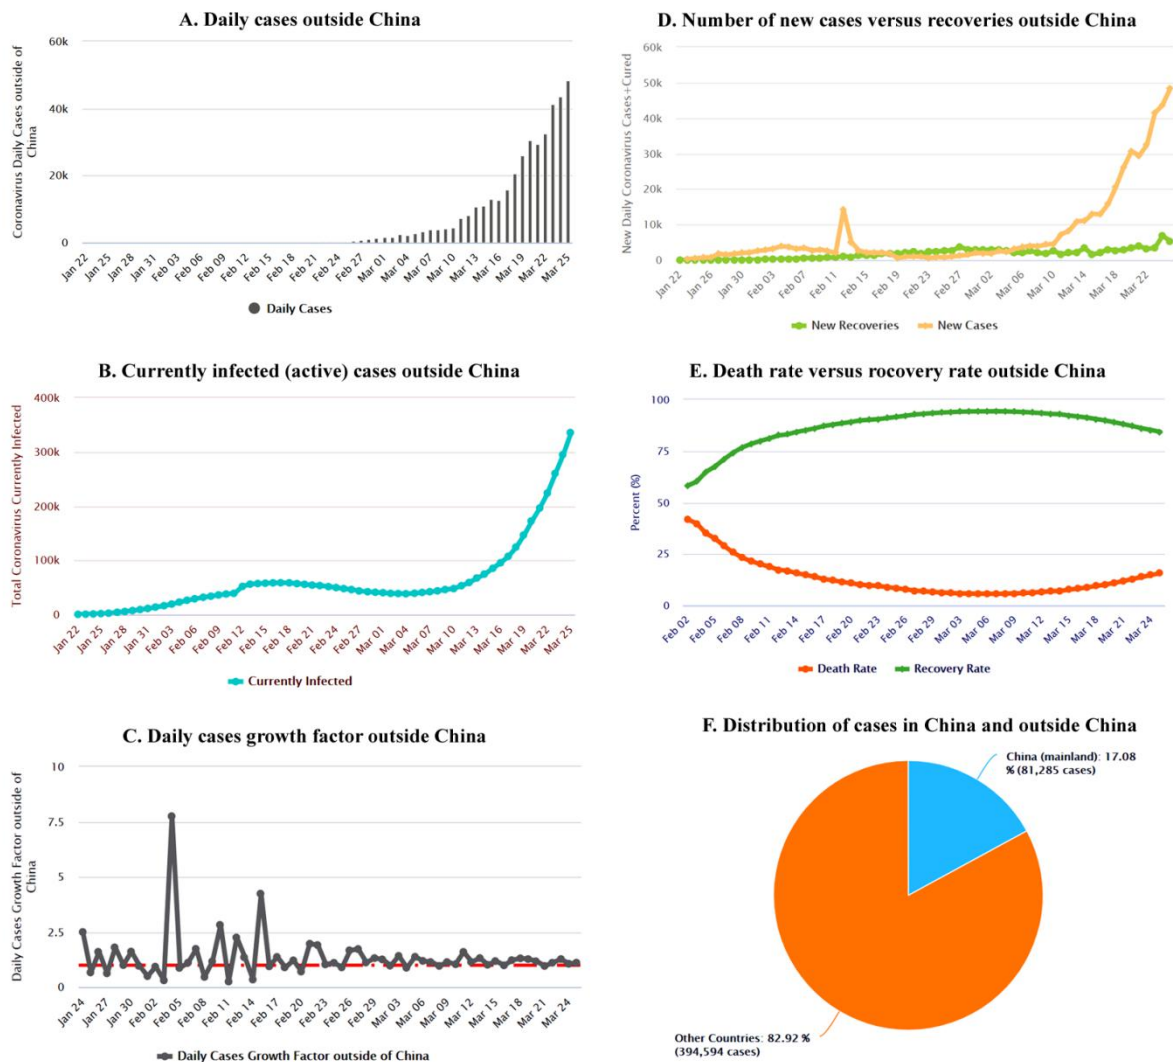 A. Daily cases outside China
60k
40k
20k
0
Coronavirus Daily Cases outside of
China
Jan 22
Jan 25
Jan 28
Jan 31
Feb 03
Feb 06
Feb 09
Feb 12
Feb 15
Feb 18
Feb 21
Feb 24
Feb 27
Mar 01
Mar 04
Mar 07
Mar 10
Mar 13
Mar 16
Mar 19
Mar 22
Mar 25
Daily Cases
B. Currently infected (active) cases outside China
400k
300k
200k
100k
0
Total Coronavirus Currently Infected
Jan 22
Jan 25
Jan 28
Jan 31
Feb 03
Feb 06
Feb 09
Feb 12
Feb 15
Feb 18
Feb 21
Feb 24
Feb 27
Mar 01
Mar 04
Mar 07
Mar 10
Mar 13
Mar 16
Mar 19
Mar 22
Mar 25
Currently Infected
C. Daily cases growth factor outside China
10
7.5
5
2.5
0
Daily Cases Growth Factor outside of
China
Jan 24
Jan 27
Jan 30
Feb 02
Feb 05
Feb 08
Feb 11
Feb 14
Feb 17
Feb 20
Feb 23
Feb 26
Feb 29
Mar 03
Mar 06
Mar 09
Mar 12
Mar 15
Mar 18
Mar 21
Mar 24
Daily Cases Growth Factor outside of China
D. Number of new cases versus recoveries outside China
60k
50k
40k
30k
20k
10k
0
New Daily Coronavirus Cases+Cured
Jan 22
Jan 26
Jan 30
Feb 03
Feb 07
Feb 11
Feb 15
Feb 19
Feb 23
Feb 27
Mar 02
Mar 06
Mar 10
Mar 14
Mar 18
Mar 22
New Recoveries
New Cases
E. Death rate versus rocovery rate outside China
100
75
50
25
0
Percent (%)
Feb 02
Feb 05
Feb 08
Feb 11
Feb 14
Feb 17
Feb 20
Feb 23
Feb 26
Feb 29
Mar 03
Mar 06
Mar 09
Mar 12
Mar 15
Mar 18
Mar 21
Mar 24
Death Rate
Recovery Rate
F. Distribution of cases in China and outside China
China (mainland): 17.08
% (81,285 cases)
Other Countries: 82.92 %
(394,594 cases)